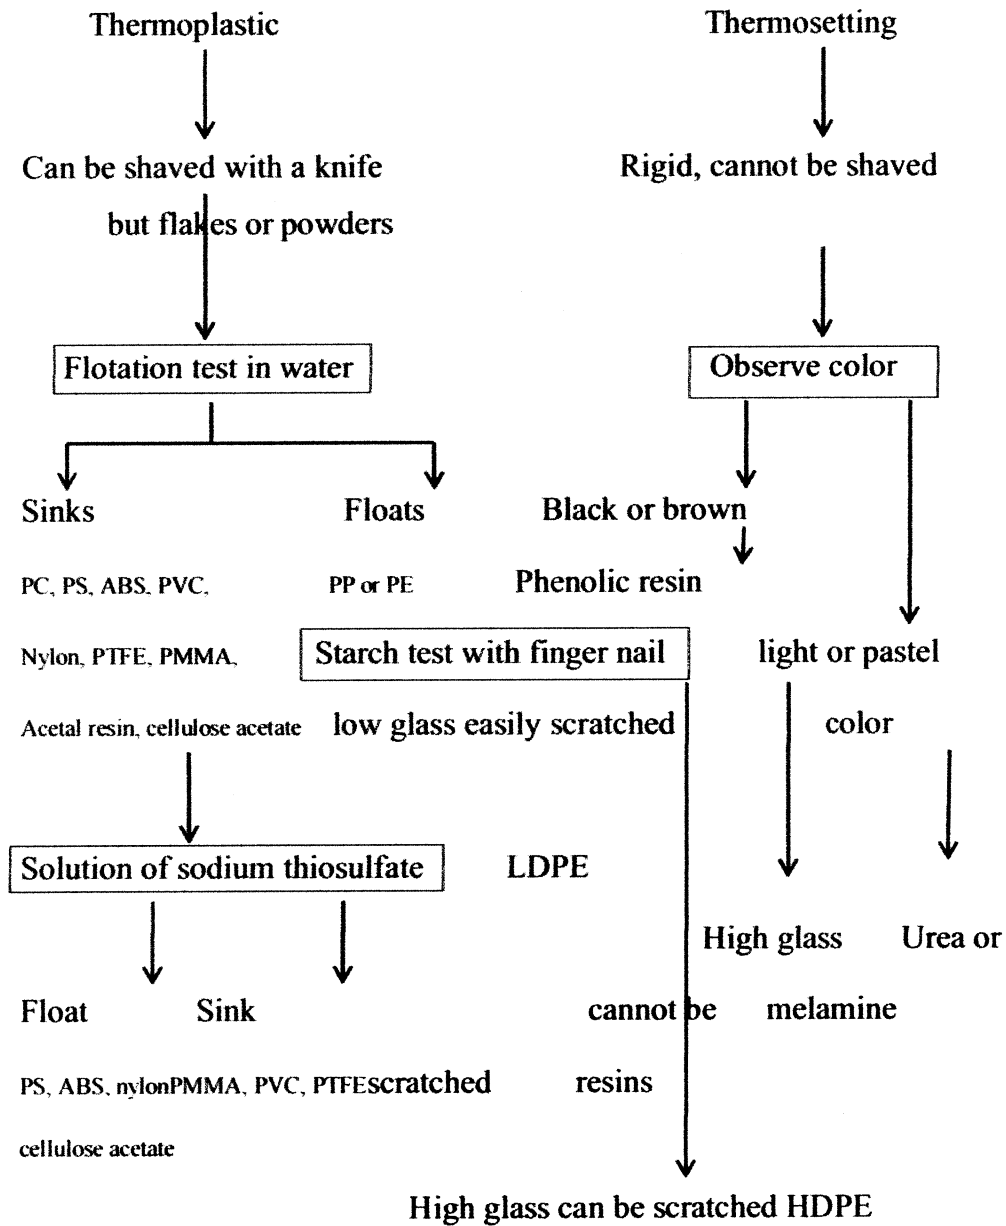 Thermoplastic Thermosetting
Can be shaved with a knife Rigid, cannot be shaved
but flakes or powders
Flotation test in water Observe color
Sinks Floats Black or brown
PC, PS, ABS, PVC, PP or PE Phenolic resin
Nylon, PTFE, PMMA, Starch test with finger nail light or pastel
Acetal resin, cellulose acetate low glass easily scratched color
Solution of sodium thiosulfate LDPE
High glass Urea or
Float Sink cannot be melamine
PS, ABS, nylonPMMA, PVC, PTFEscratched resins
cellulose acetate
High glass can be scratched HDPE